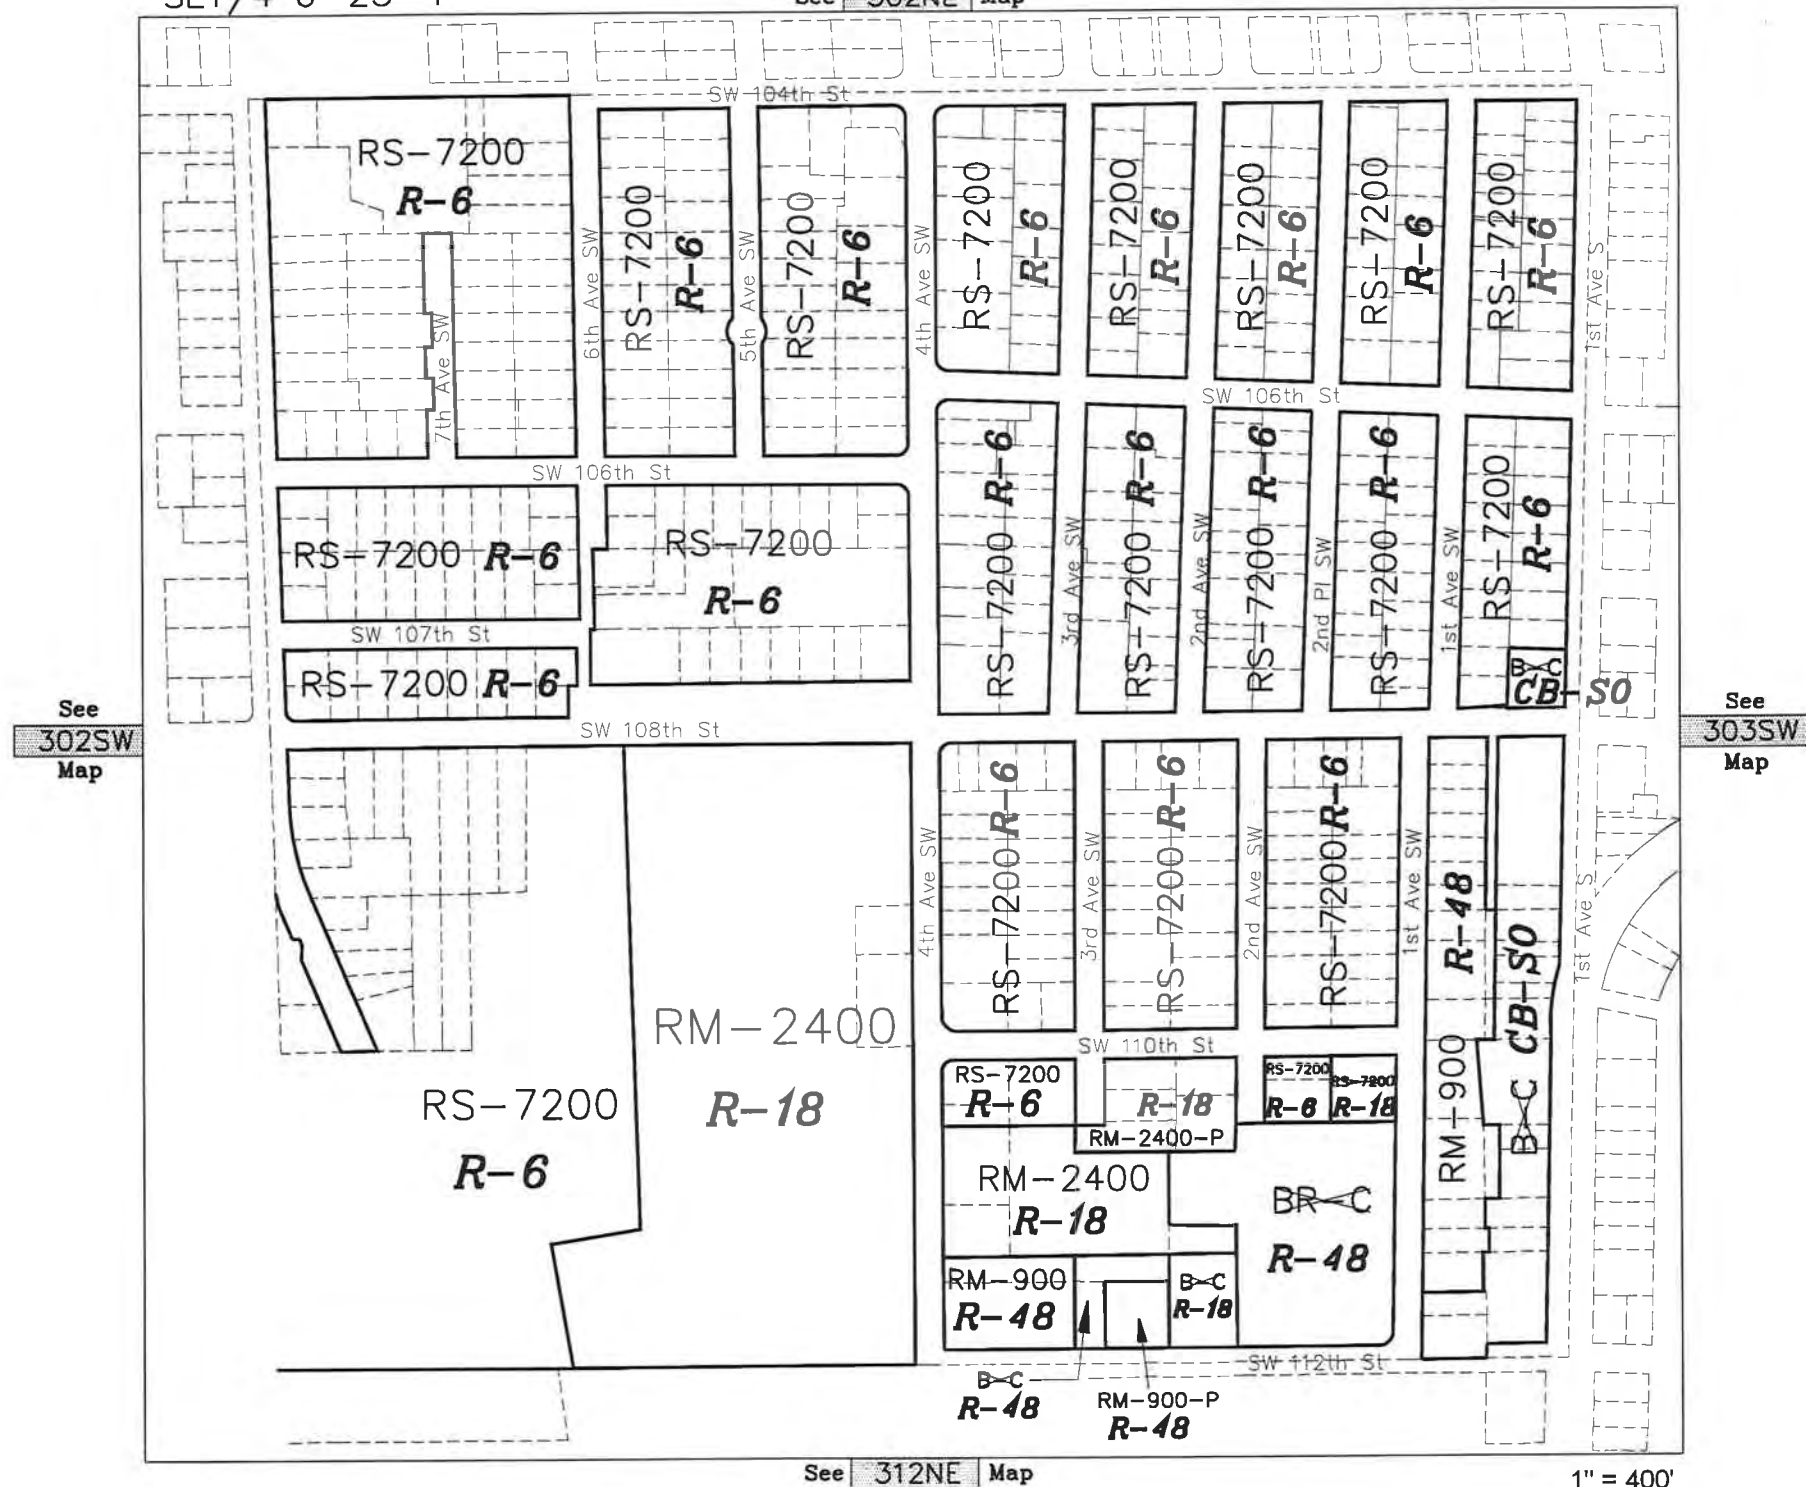 See 302NE Map
SW 104th St
RS-7200
R-6
RS-7200
R-6
RS-7200
R-6
RS-7200
R-6
RS-7200
R-6
RS-7200
R-6
RS-7200
R-6
RS-7200
R-6
7th Ave SW
6th Ave SW
5th Ave SW
4th Ave SW
1st Ave S
SW 106th St
SW 106th St
RS-7200 R-6
RS-7200
R-6
RS-7200 R-6
RS-7200 R-6
RS-7200 R-6
RS-7200 R-6
RS-7200
R-6
3rd Ave SW
2nd Ave SW
2nd Pl SW
1st Ave SW
SW 107th St
RS-7200 R-6
B-C
CB-SO
See
302SW
Map
See
303SW
Map
SW 108th St
RS-7200 R-6
RS-7200 R-6
RS-7200 R-6
4th Ave SW
3rd Ave SW
2nd Ave SW
1st Ave SW
1st Ave S
R-48
RM-900
CB-SO
B-C
RM-2400
R-18
RS-7200
R-6
SW 110th St
RS-7200
R-6
R-18
RM-2400-P
RS-7200
R-6
RS-7200
R-18
RM-2400
R-18
BR-C
R-48
RM-900
R-48
B-C
R-18
SW 112th St
B-C
R-48
RM-900-P
R-48
See 312NE Map
1" = 400'